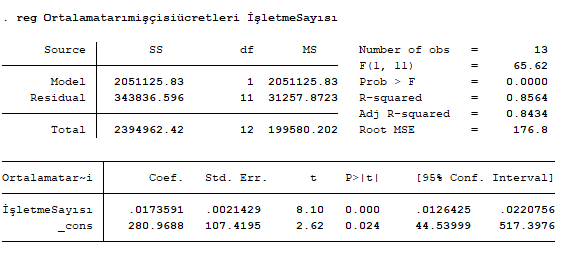 . reg Ortalamatarımişçisiücretleri İşletmeSayısı
Source SS df MS Number of obs = 13
F(1, 11) = 65.62
Model 2051125.83 1 2051125.83 Prob > F = 0.0000
Residual 343836.596 11 31257.8723 R-squared = 0.8564
Adj R-squared = 0.8434
Total 2394962.42 12 199580.202 Root MSE = 176.8
Ortalamatar~i Coef. Std. Err. t P>|t| [95% Conf. Interval]
İşletmeSayısı .0173591 .0021429 8.10 0.000 .0126425 .0220756
_cons 280.9688 107.4195 2.62 0.024 44.53999 517.3976